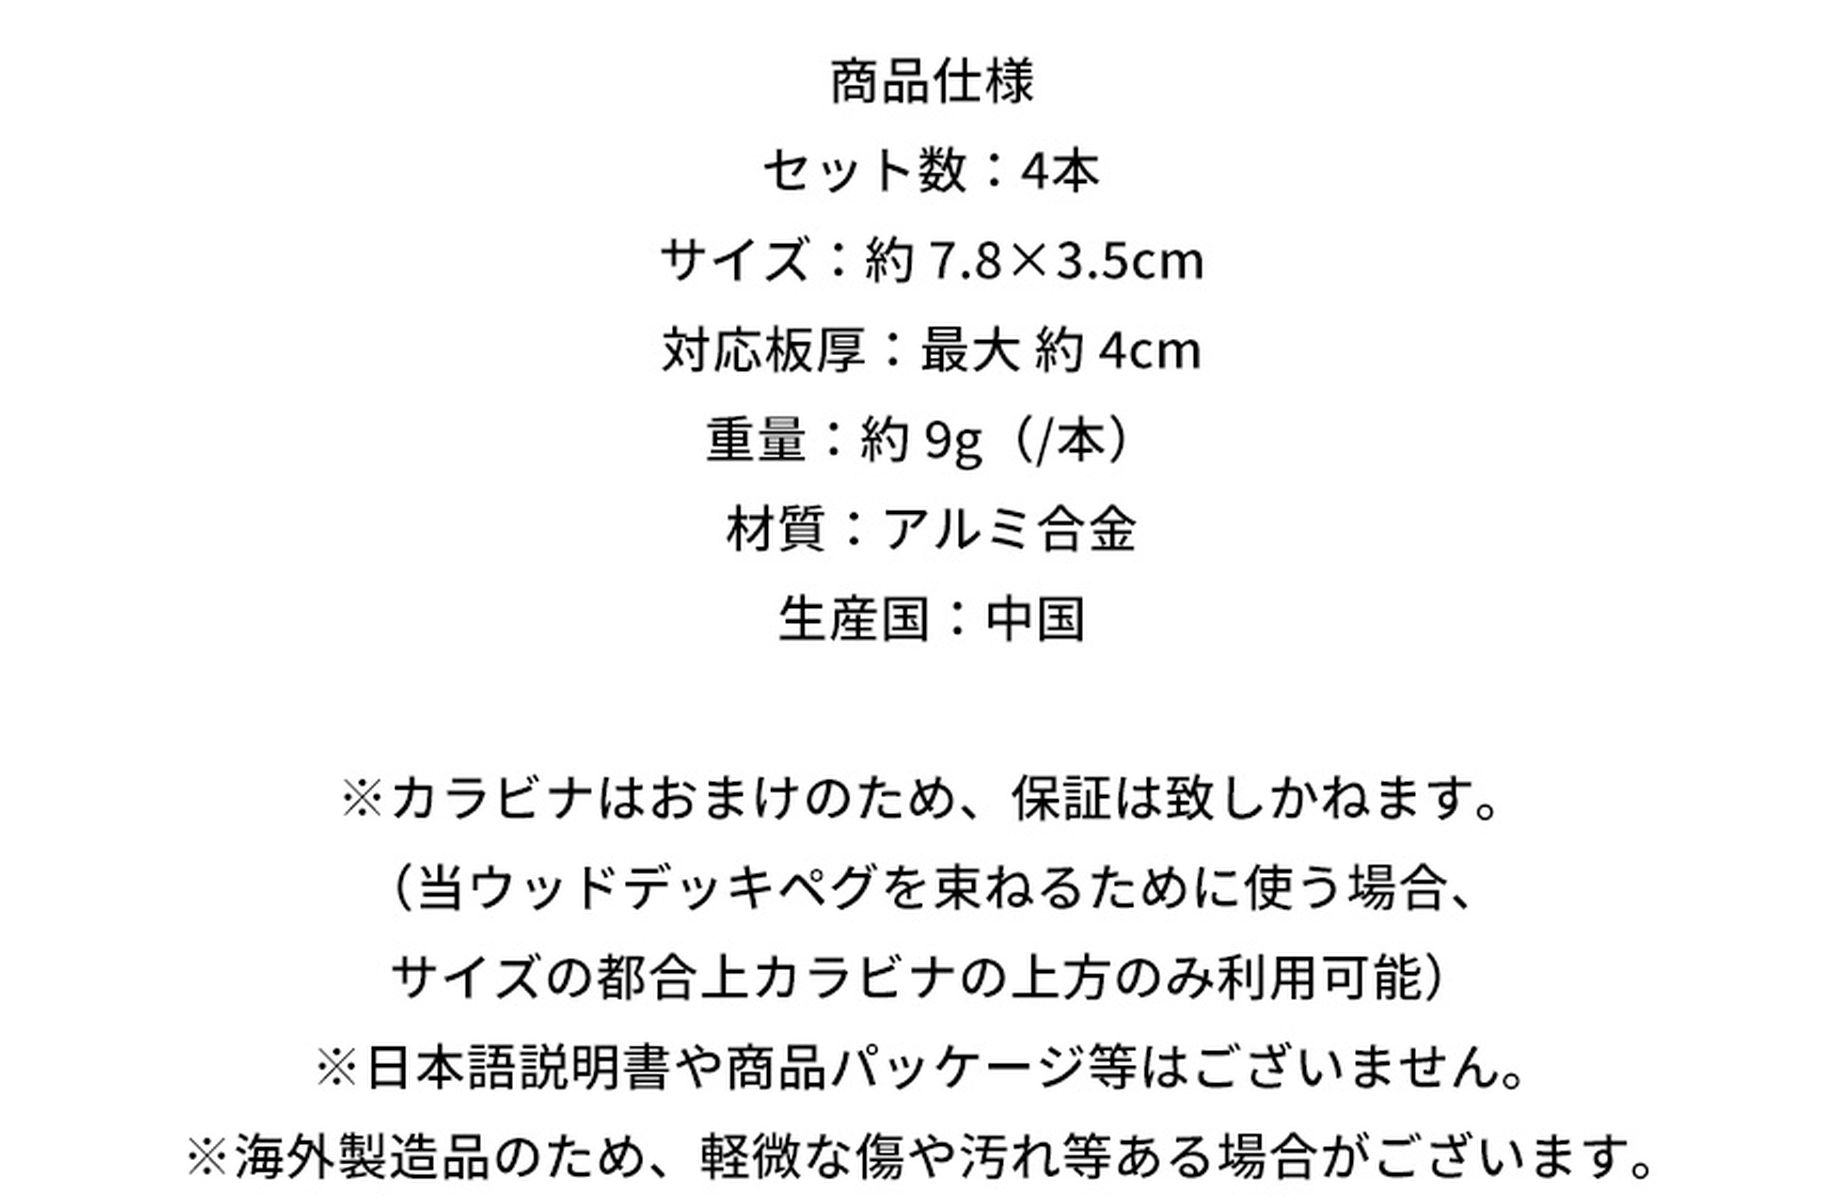 商品仕様
セット数：4本
サイズ：約 7.8×3.5cm
対応板厚：最大 約 4cm
重量：約 9g（/本）
材質：アルミ合金
生産国：中国
※カラビナはおまけのため、保証は致しかねます。
（当ウッドデッキペグを束ねるために使う場合、
サイズの都合上カラビナの上方のみ利用可能）
※日本語説明書や商品パッケージ等はございません。
※海外製造品のため、軽微な傷や汚れ等ある場合がございます。